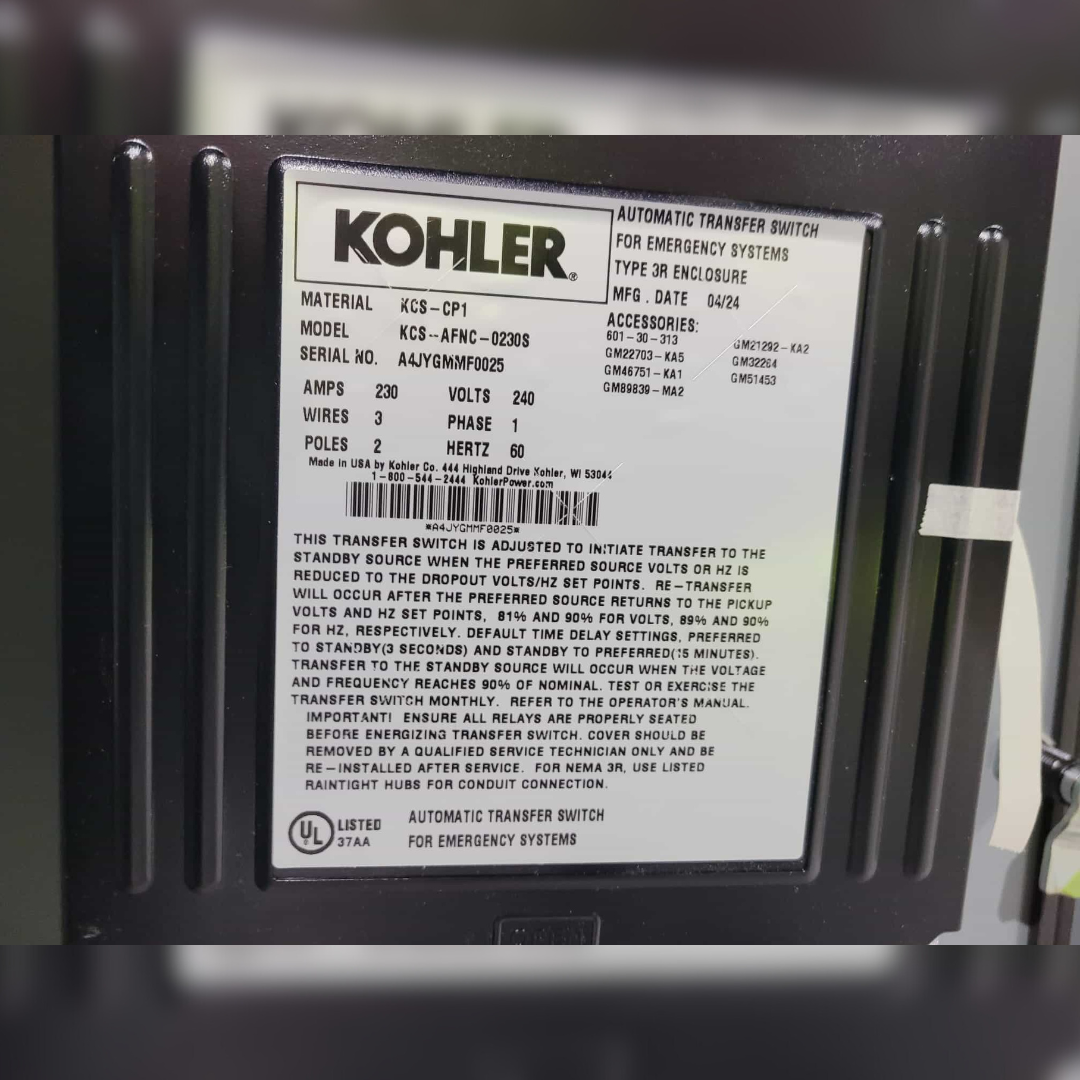 KOHLER®
AUTOMATIC TRANSFER SWITCH
FOR EMERGENCY SYSTEMS
TYPE 3R ENCLOSURE
MFG. DATE 04/24
MATERIAL KCS-CP1
MODEL KCS-AFNC-0230S
SERIAL NO. A4JYGMMF0025
ACCESSORIES:
601-30-313 GM21292-KA2
GM22703-KA5 GM32264
GM46751-KA1 GM51453
GM89839-MA2
AMPS 230 VOLTS 240
WIRES 3 PHASE 1
POLES 2 HERTZ 60
Made in USA by Kohler Co. 444 Highland Drive Kohler, WI 53044
1-800-544-2444 KohlerPower.com
*A4JYGMMF0025*
THIS TRANSFER SWITCH IS ADJUSTED TO INITIATE TRANSFER TO THE
STANDBY SOURCE WHEN THE PREFERRED SOURCE VOLTS OR HZ IS
REDUCED TO THE DROPOUT VOLTS/HZ SET POINTS. RE-TRANSFER
WILL OCCUR AFTER THE PREFERRED SOURCE RETURNS TO THE PICKUP
VOLTS AND HZ SET POINTS, 81% AND 90% FOR VOLTS, 89% AND 90%
FOR HZ, RESPECTIVELY. DEFAULT TIME DELAY SETTINGS, PREFERRED
TO STANDBY(3 SECONDS) AND STANDBY TO PREFERRED(15 MINUTES).
TRANSFER TO THE STANDBY SOURCE WILL OCCUR WHEN THE VOLTAGE
AND FREQUENCY REACHES 90% OF NOMINAL. TEST OR EXERCISE THE
TRANSFER SWITCH MONTHLY. REFER TO THE OPERATOR'S MANUAL.
IMPORTANT! ENSURE ALL RELAYS ARE PROPERLY SEATED
BEFORE ENERGIZING TRANSFER SWITCH. COVER SHOULD BE
REMOVED BY A QUALIFIED SERVICE TECHNICIAN ONLY AND BE
RE-INSTALLED AFTER SERVICE. FOR NEMA 3R, USE LISTED
RAINTIGHT HUBS FOR CONDUIT CONNECTION.
UL LISTED
37AA
AUTOMATIC TRANSFER SWITCH
FOR EMERGENCY SYSTEMS